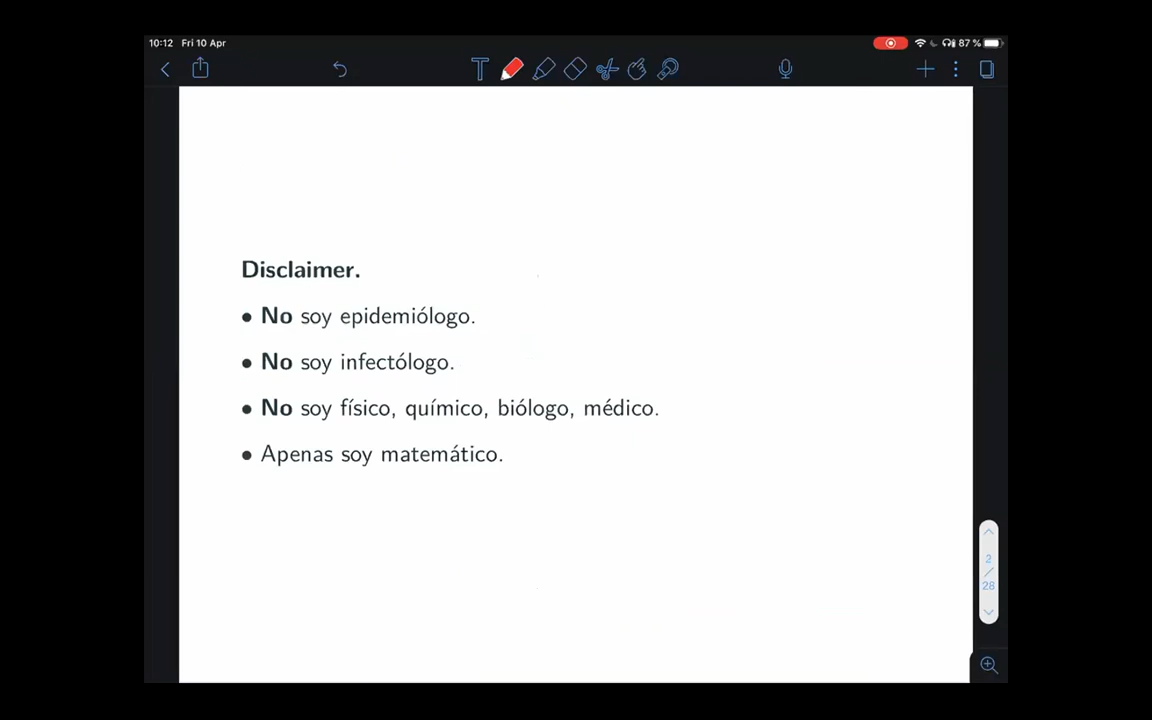 10:12 Fri 10 Apr 87 %
T
Disclaimer.
• No soy epidemiólogo.
• No soy infectólogo.
• No soy físico, químico, biólogo, médico.
• Apenas soy matemático.
2
/
28